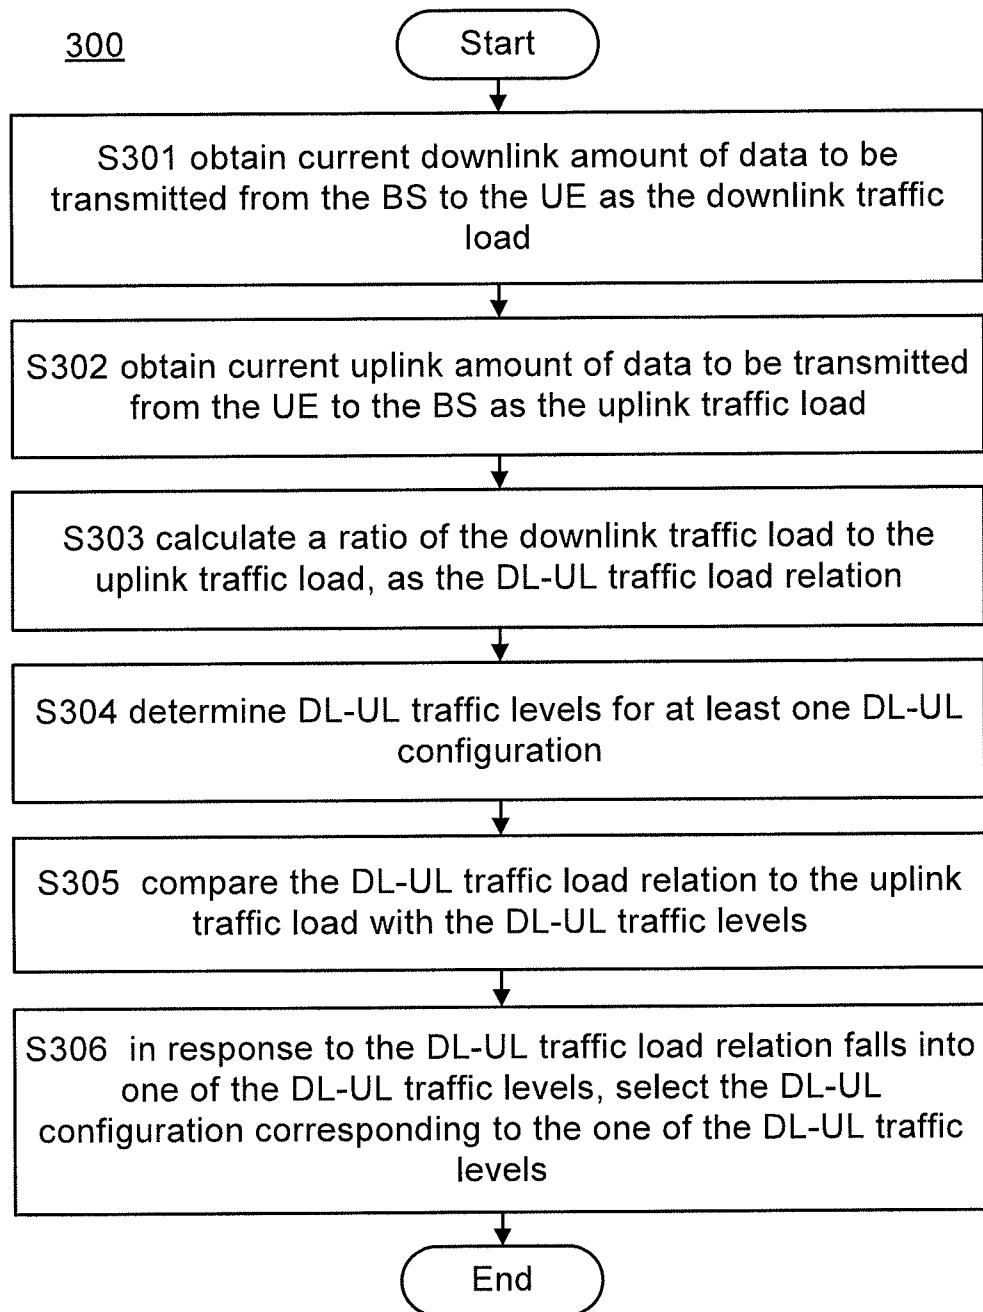 300
Start
S301 obtain current downlink amount of data to be
transmitted from the BS to the UE as the downlink traffic
load
S302 obtain current uplink amount of data to be transmitted
from the UE to the BS as the uplink traffic load
S303 calculate a ratio of the downlink traffic load to the
uplink traffic load, as the DL-UL traffic load relation
S304 determine DL-UL traffic levels for at least one DL-UL
configuration
S305 compare the DL-UL traffic load relation to the uplink
traffic load with the DL-UL traffic levels
S306 in response to the DL-UL traffic load relation falls into
one of the DL-UL traffic levels, select the DL-UL
configuration corresponding to the one of the DL-UL traffic
levels
End